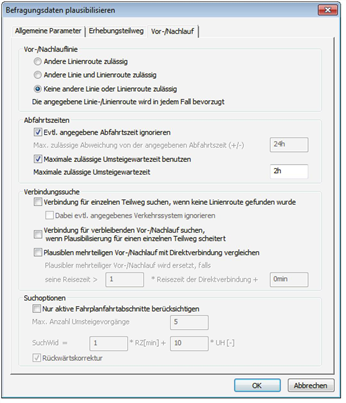 Befragungsdaten plausibilisieren
Allgemeine Parameter Erhebungsteilweg Vor-/Nachlauf
Vor-/Nachlauflinie
Andere Linienroute zulässig
Andere Linie und Linienroute zulässig
Keine andere Linie oder Linienroute zulässig
Die angegebene Linie-/Linienroute wird in jedem Fall bevorzugt
Abfahrtszeiten
Evtl. angegebene Abfahrtszeit ignorieren
Max. zulässige Abweichung von der angegebenen Abfahrtszeit (+/-) 24h
Maximale zulässige Umsteigewartezeit benutzen
Maximale zulässige Umsteigewartezeit 2h
Verbindungssuche
Verbindung für einzelnen Teilweg suchen, wenn keine Linienroute gefunden wurde
Dabei evtl. angegebenes Verkehrssystem ignorieren
Verbindung für verbleibenden Vor-/Nachlauf suchen,
wenn Plausibilisierung für einen einzelnen Teilweg scheitert
Plausiblen mehrteiligen Vor-/Nachlauf mit Direktverbindung vergleichen
Plausibler mehrteiliger Vor-/Nachlauf wird ersetzt, falls
seine Reisezeit > 1 * Reisezeit der Direktverbindung + 0min
Suchoptionen
Nur aktive Fahrplanfahrtabschnitte berücksichtigen
Max. Anzahl Umsteigevorgänge 5
SuchWid = 1 * RZ[min] + 10 * UH [-]
Rückwärtskorrektur
OK Abbrechen